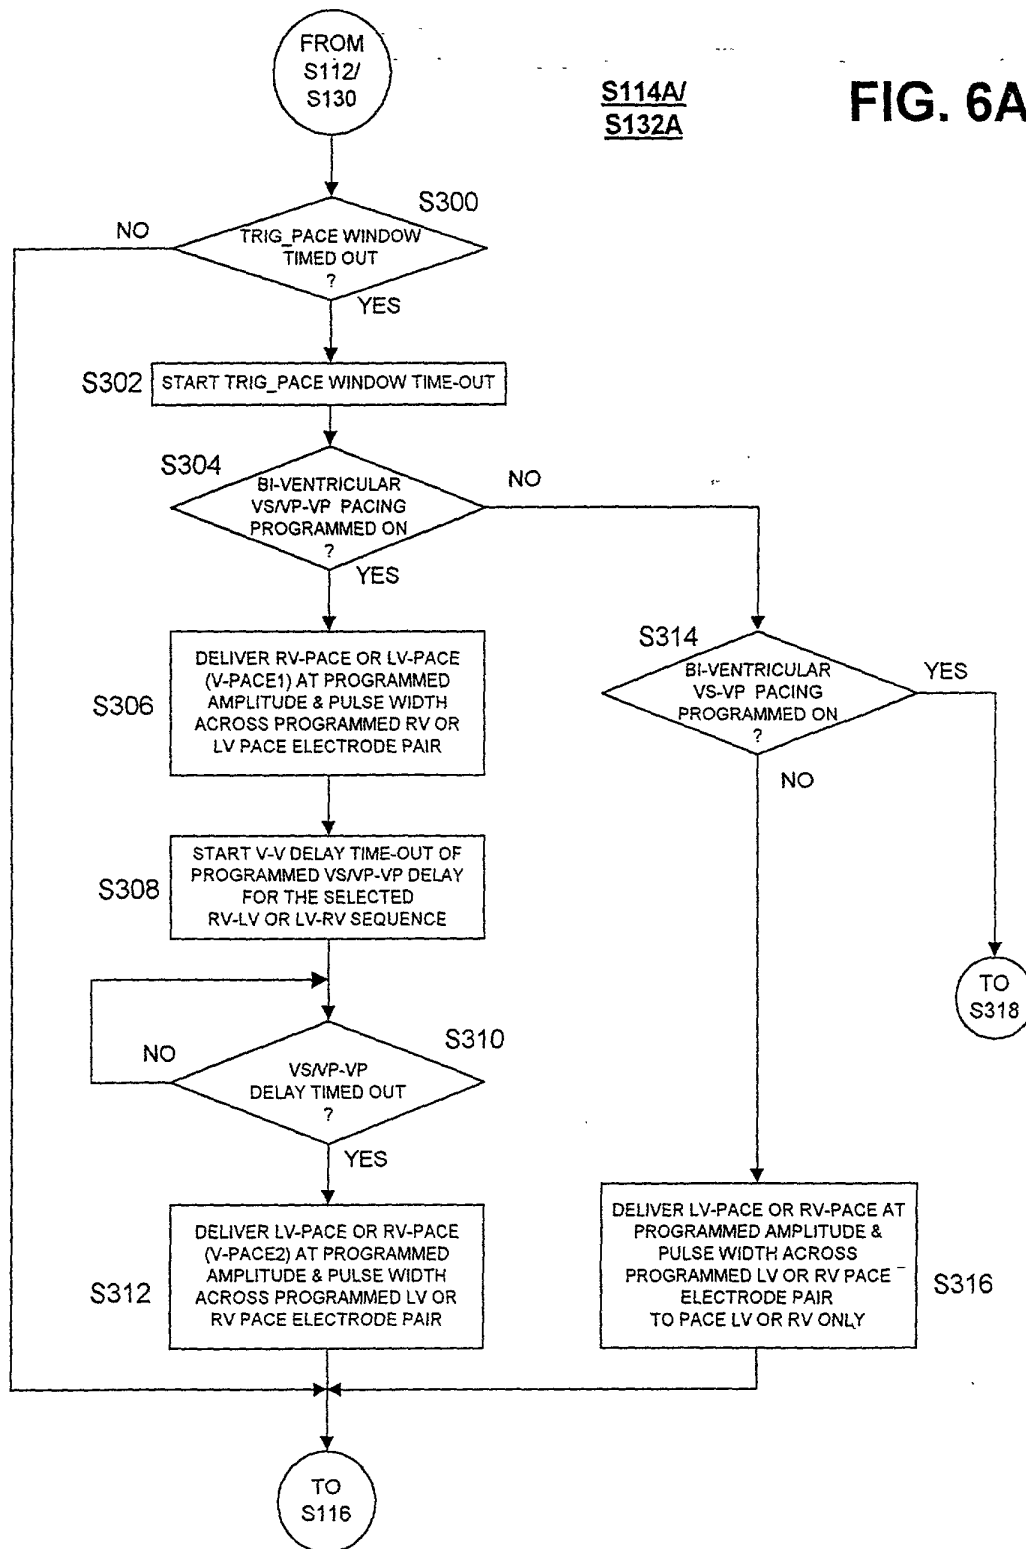 FROM
S112/
S130
S114A/
S132A
FIG. 6A
S300
NO
TRIG_PACE WINDOW
TIMED OUT
?
YES
S302
START TRIG_PACE WINDOW TIME-OUT
S304
BI-VENTRICULAR
VS/VP-VP PACING
PROGRAMMED ON
?
NO
YES
S306
DELIVER RV-PACE OR LV-PACE
(V-PACE1) AT PROGRAMMED
AMPLITUDE & PULSE WIDTH
ACROSS PROGRAMMED RV OR
LV PACE ELECTRODE PAIR
S314
BI-VENTRICULAR
VS-VP PACING
PROGRAMMED ON
?
YES
NO
S308
START V-V DELAY TIME-OUT OF
PROGRAMMED VS/VP-VP DELAY
FOR THE SELECTED
RV-LV OR LV-RV SEQUENCE
TO
S318
S310
NO
VS/VP-VP
DELAY TIMED OUT
?
YES
S312
DELIVER LV-PACE OR RV-PACE
(V-PACE2) AT PROGRAMMED
AMPLITUDE & PULSE WIDTH
ACROSS PROGRAMMED LV OR
RV PACE ELECTRODE PAIR
DELIVER LV-PACE OR RV-PACE AT
PROGRAMMED AMPLITUDE &
PULSE WIDTH ACROSS
PROGRAMMED LV OR RV PACE
ELECTRODE PAIR
TO PACE LV OR RV ONLY
S316
TO
S116